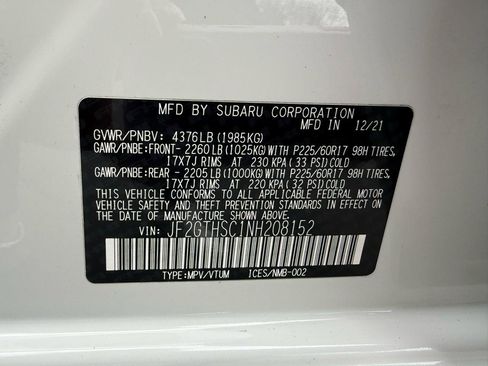 MFD BY SUBARU CORPORATION
MFD IN 12/21
GVWR/PNBV: 4376LB (1985KG)
GAWR/PNBE:FRONT- 2260LB (1025KG)WITH P225/60R17 98H TIRES,
17X7J RIMS AT 230 KPA (33 PSI)COLD
GAWR/PNBE:REAR - 2205LB (1000KG)WITH P225/60R17 98H TIRES,
17X7J RIMS AT 220 KPA (32 PSI)COLD
THIS VEHICLE CONFORMS TO ALL APPLICABLE FEDERAL MOTOR
VEHICLE SAFETY, BUMPER, AND THEFT PREVENTION STANDARDS
IN EFFECT ON THE DATE OF MANUFACTURE SHOWN ABOVE.
VIN: JF2GTHSC1NH208152
TYPE:MPV/VTUM ICES/NMB-002